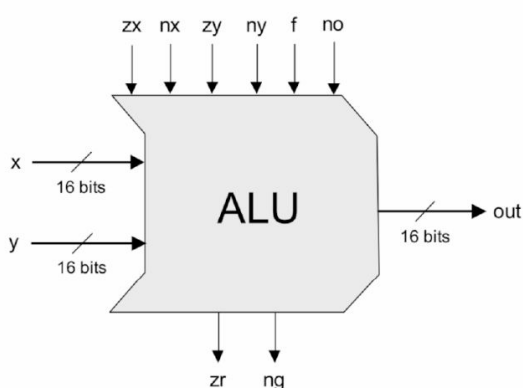 zx nx zy ny f no
x
16 bits
ALU
out
16 bits
y
16 bits
zr ng